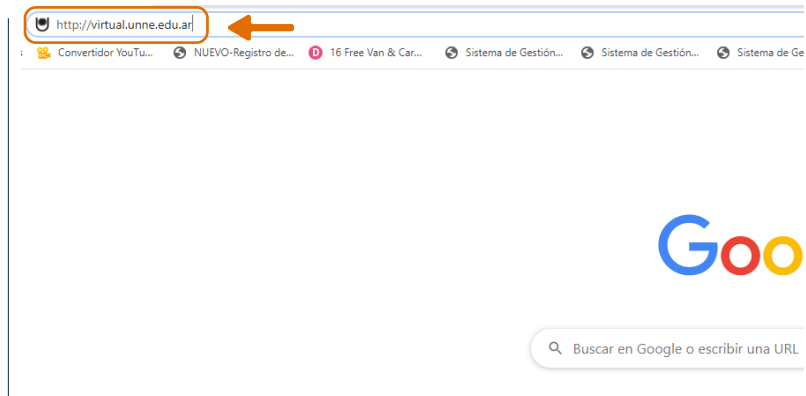 http://virtual.unne.edu.ar
Convertidor YouTu... NUEVO-Registro de... D 16 Free Van & Car... Sistema de Gestión... Sistema de Gestión... Sistema de Ge
Goo
Buscar en Google o escribir una URL